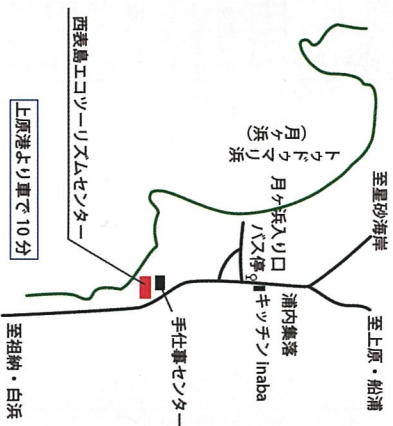 至星砂海岸
至上原・船浦
トゥドゥマリ浜
(月ヶ浜)
月ヶ浜入り口
バス停
浦内集落
キッチンInaba
手仕事センター
西表島エコツーリズムセンター
上原港より車で10分
至祖納・白浜